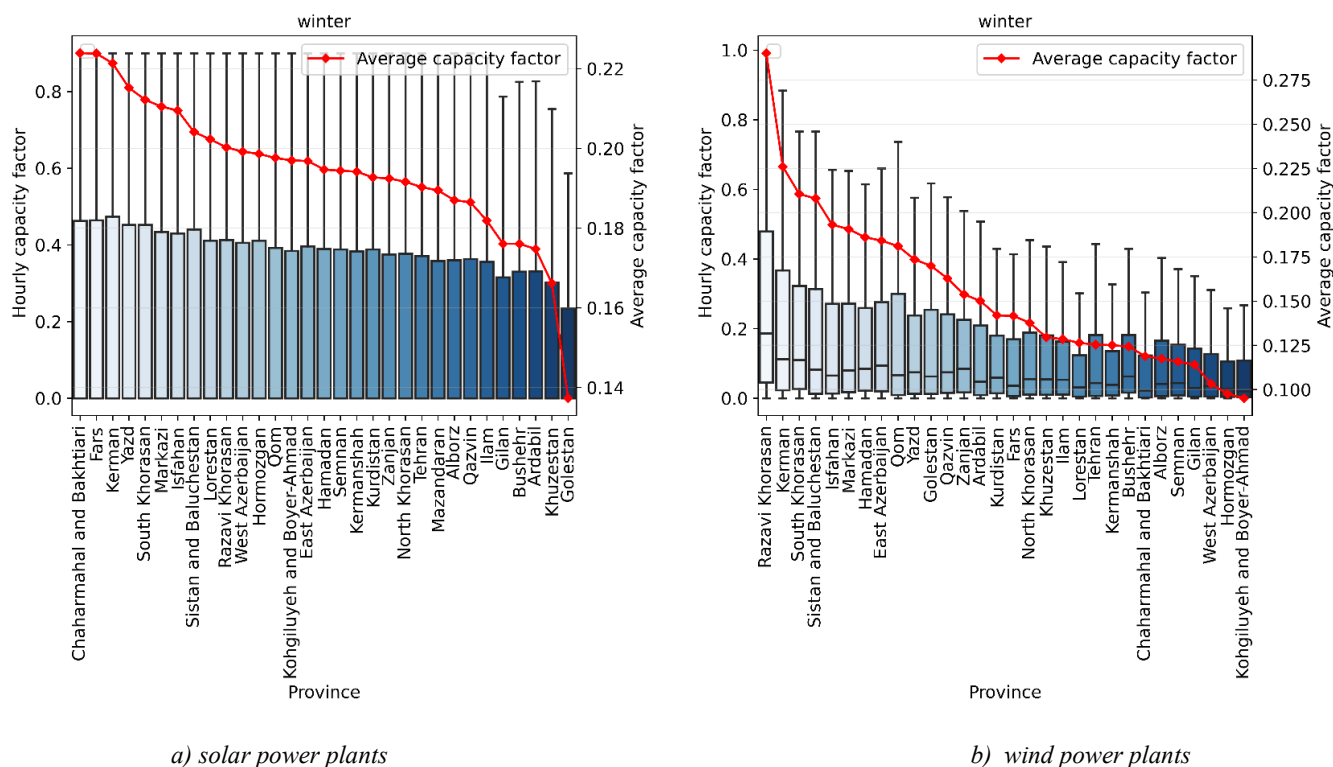 winter
Average capacity factor
Hourly capacity factor
0.8
0.6
0.4
0.2
0.0
0.22
0.20
0.18
0.16
0.14
Average capacity factor
Chaharmahal and Bakhtiari
Fars
Kerman
Yazd
South Khorasan
Markazi
Isfahan
Sistan and Baluchestan
Lorestan
Razavi Khorasan
West Azerbaijan
Hormozgan
Qom
Kohgiluyeh and Boyer-Ahmad
East Azerbaijan
Hamadan
Semnan
Kermanshah
Kurdistan
Zanjan
North Khorasan
Tehran
Mazandaran
Alborz
Qazvin
Ilam
Gilan
Bushehr
Ardabil
Khuzestan
Golestan
Province
a) solar power plants
winter
Average capacity factor
Hourly capacity factor
1.0
0.8
0.6
0.4
0.2
0.0
0.275
0.250
0.225
0.200
0.175
0.150
0.125
0.100
Average capacity factor
Razavi Khorasan
Kerman
South Khorasan
Sistan and Baluchestan
Isfahan
Markazi
Hamadan
East Azerbaijan
Qom
Yazd
Golestan
Qazvin
Zanjan
Ardabil
Kurdistan
Fars
North Khorasan
Khuzestan
Ilam
Lorestan
Tehran
Kermanshah
Bushehr
Chaharmahal and Bakhtiari
Alborz
Semnan
Gilan
West Azerbaijan
Hormozgan
Kohgiluyeh and Boyer-Ahmad
Province
b) wind power plants